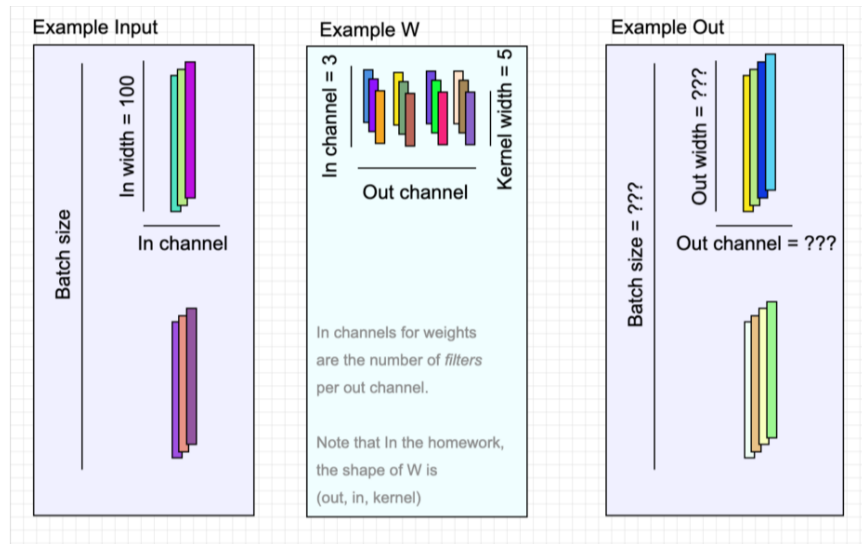 Example Input
In width = 100
In channel
Batch size
Example W
In channel = 3
Kernel width = 5
Out channel
In channels for weights
are the number of filters
per out channel.
Note that In the homework,
the shape of W is
(out, in, kernel)
Example Out
Out width = ???
Out channel = ???
Batch size = ???